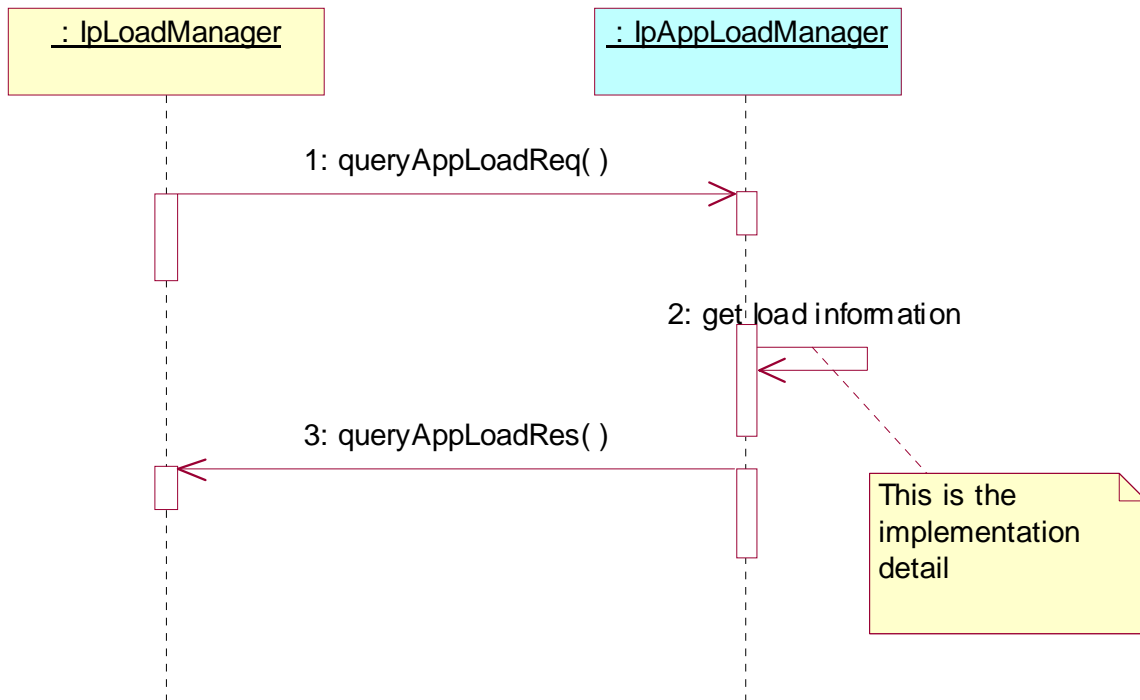 : IpLoadManager
: IpAppLoadManager
1: queryAppLoadReq( )
2: get load information
3: queryAppLoadRes( )
This is the
implementation
detail